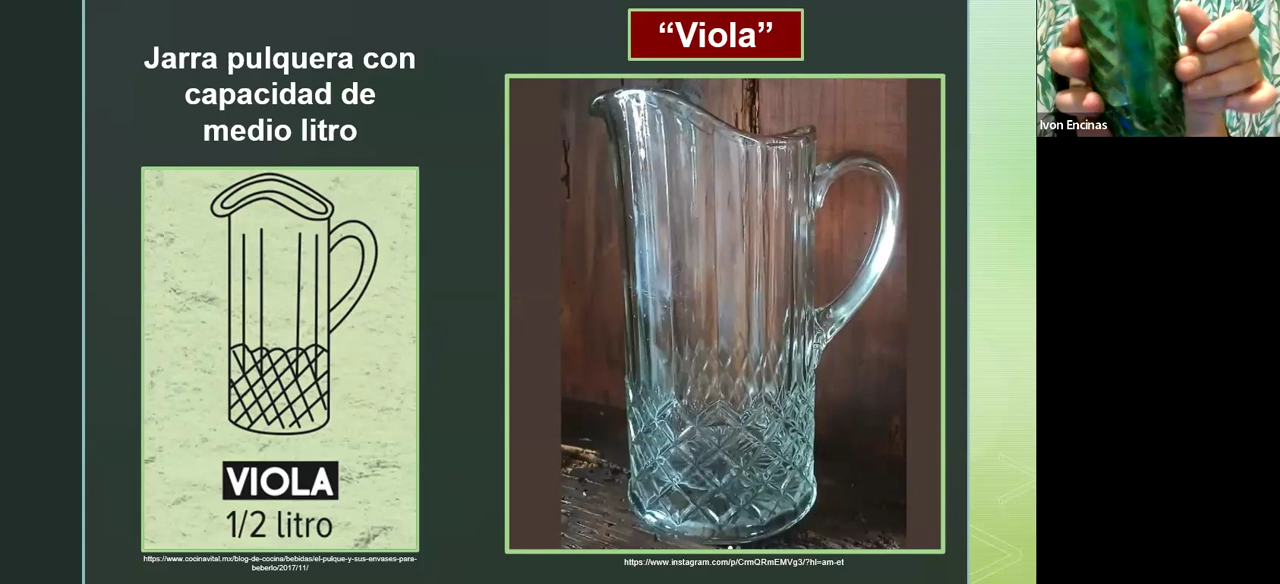 Jarra pulquera con
capacidad de
medio litro
VIOLA
1/2 litro
https://www.cocinavital.mx/blog-de-cocina/bebidas/el-pulque-y-sus-envases-para-
beberlo/2017/11/
“Viola”
https://www.instagram.com/p/CrmQRmEMVg3/?hl=am-et
Ivon Encinas